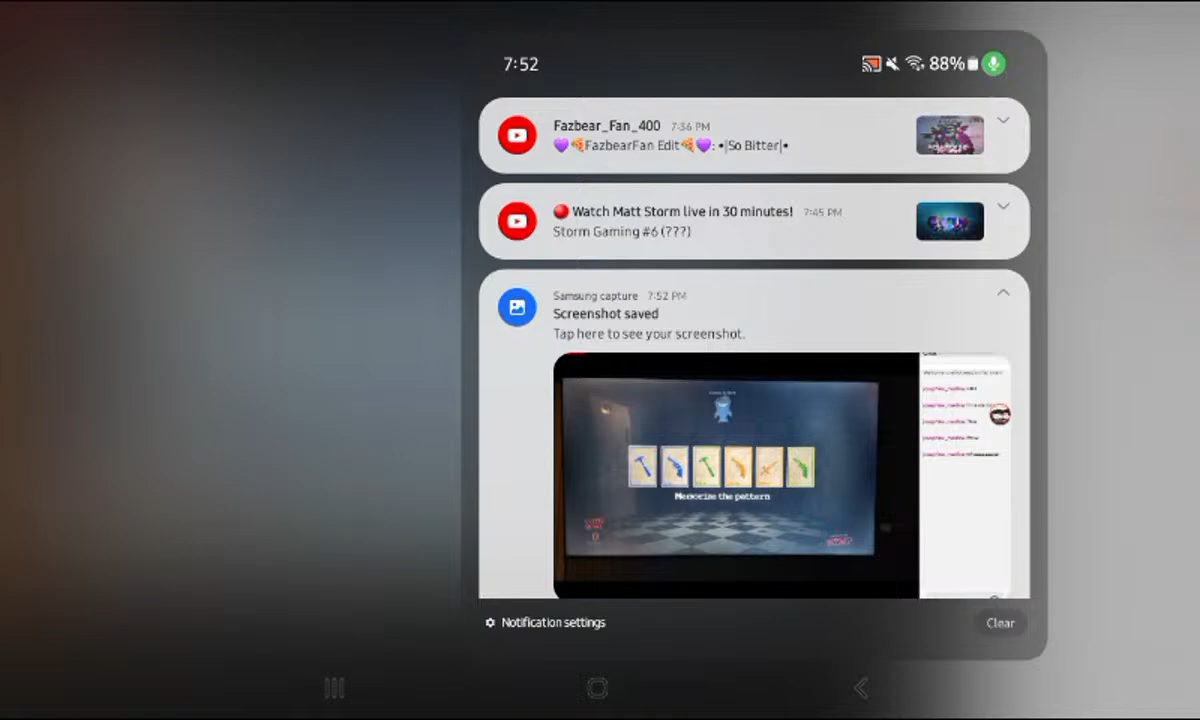 7:52
88%
Fazbear_Fan_400 7:36 PM
💜🍕FazbearFan Edit🍕💜: •|So Bitter|•
🔴 Watch Matt Storm live in 30 minutes! 7:45 PM
Storm Gaming #6 (???)
Samsung capture 7:52 PM
Screenshot saved
Tap here to see your screenshot.
Memorize the pattern
0
Notification settings
Clear